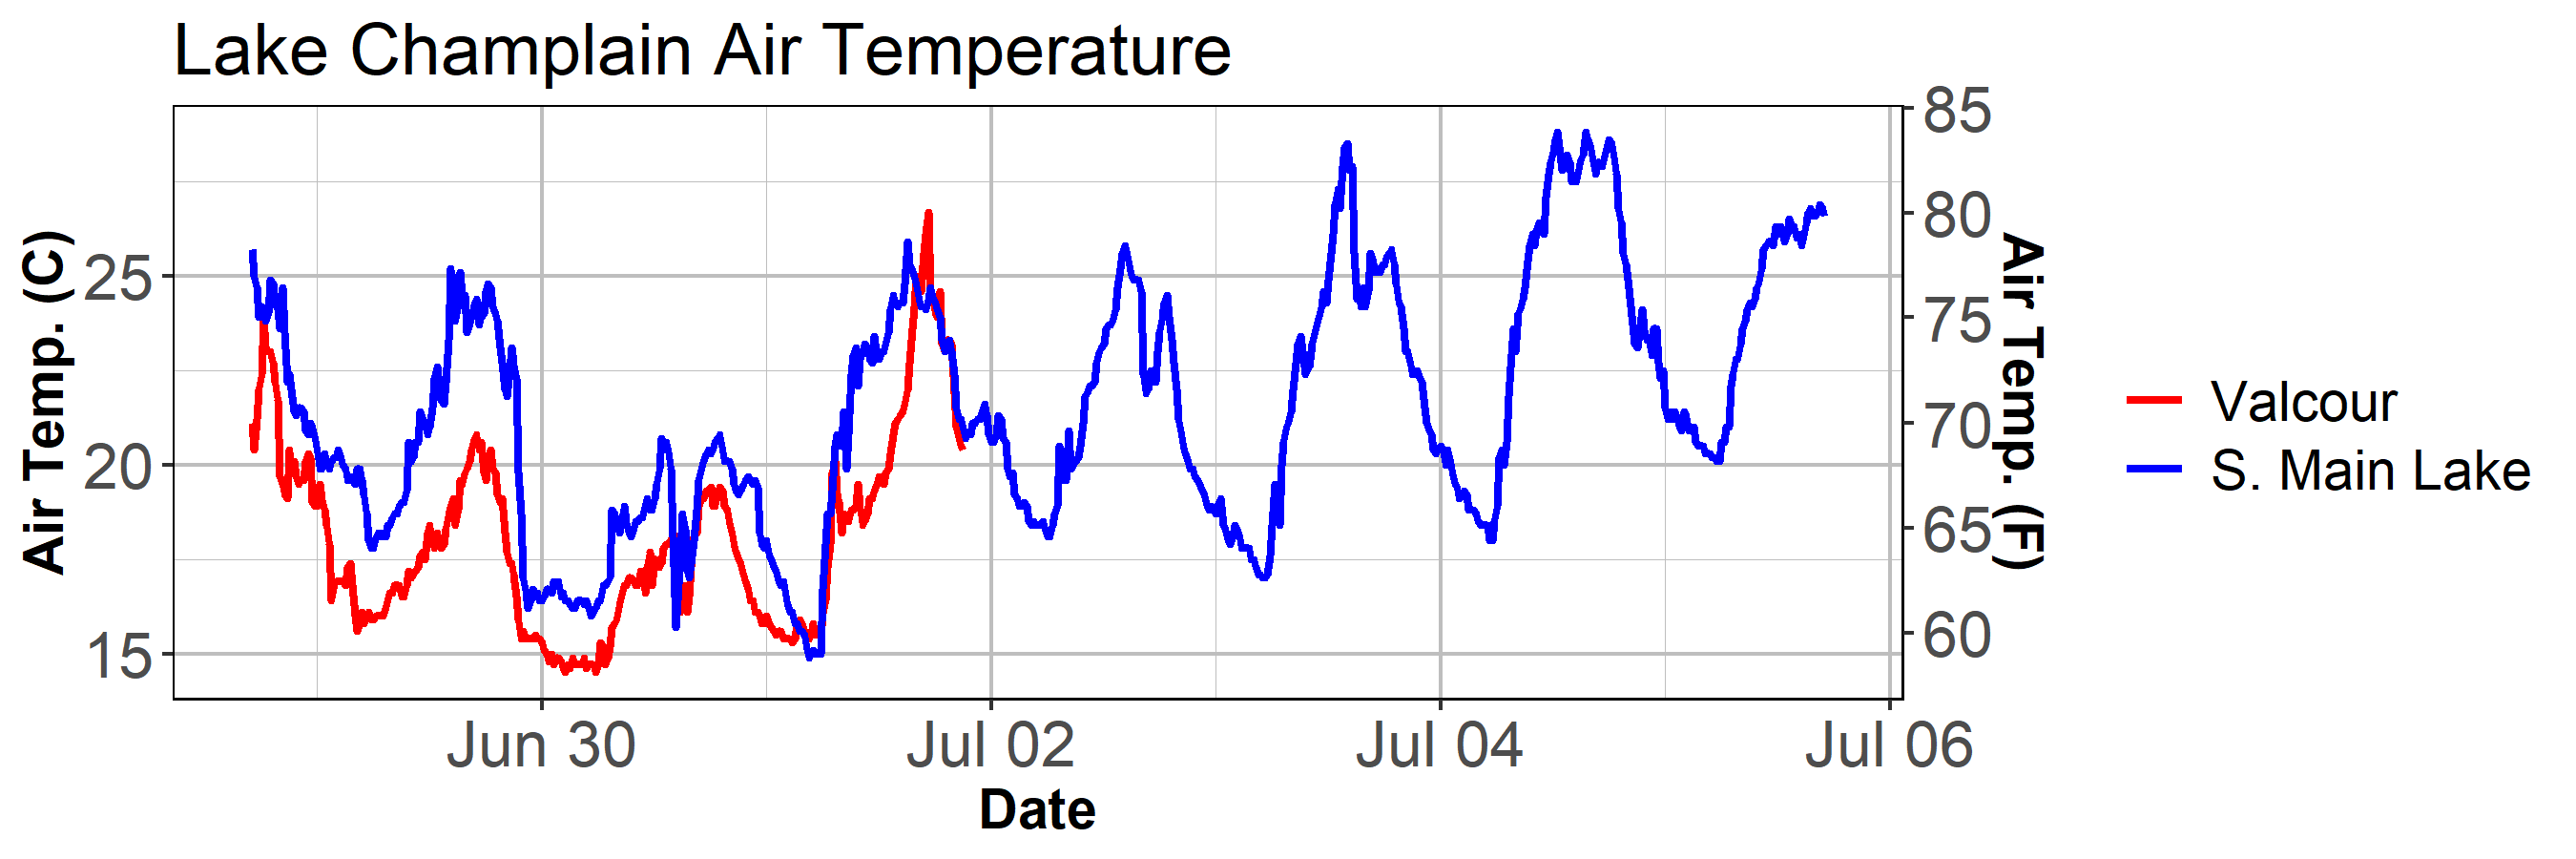 Lake Champlain Air Temperature
Air Temp. (C)
25
20
15
85
80
75
70
65
60
Air Temp. (F)
Jun 30
Jul 02
Jul 04
Jul 06
Date
Valcour
S. Main Lake